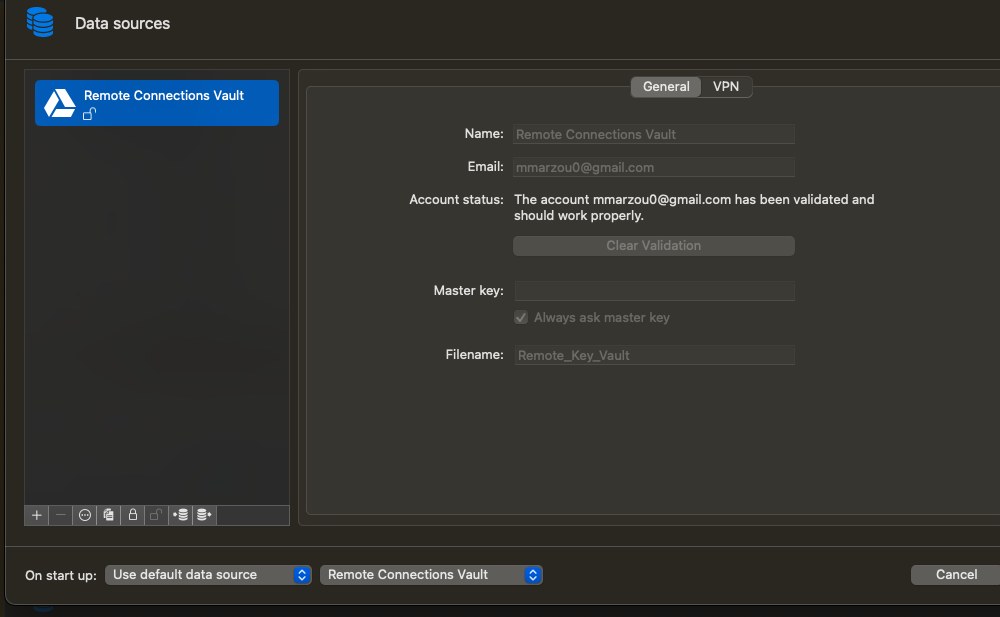 Data sources
Remote Connections Vault
General VPN
Name: Remote Connections Vault
Email: mmarzou0@gmail.com
Account status: The account mmarzou0@gmail.com has been validated and
should work properly.
Clear Validation
Master key:
Always ask master key
Filename: Remote_Key_Vault
On start up: Use default data source Remote Connections Vault Cancel